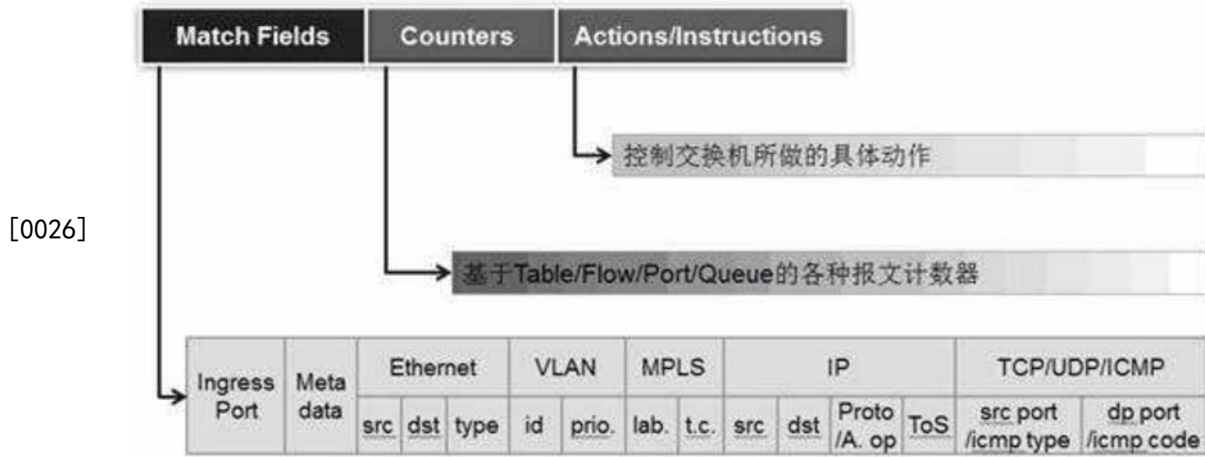 Match Fields Counters Actions/Instructions
控制交换机所做的具体动作
[0026]
基于Table/Flow/Port/Queue的各种报文计数器
Ingress Port Meta data Ethernet VLAN MPLS IP TCP/UDP/ICMP
src dst type id prio. lab. t.c. src dst Proto /A. op ToS src port /icmp type dp port /icmp code